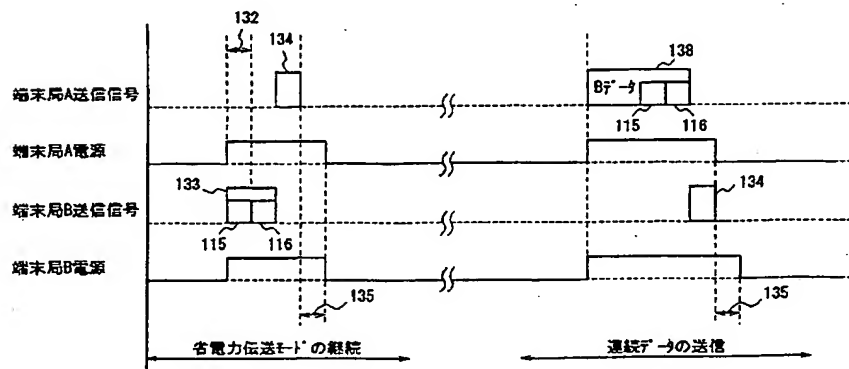 132
134
138
端末局A送信信号
Bデータ
115 116
端末局A電源
133
134
端末局B送信信号
115 116
端末局B電源
135
135
省電力伝送モードの継続
連続データの送信